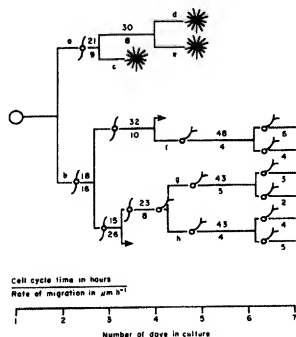 d
30
a 21 8
9 e
c
32
10 48 6
f 4
18 4
b 16
g 43 3
23 5
15 8 2
26 43 4
h 4
5
Cell cycle time in hours
Rate of migration in μm h⁻¹
1 2 3 4 5 6 7
Number of days in culture